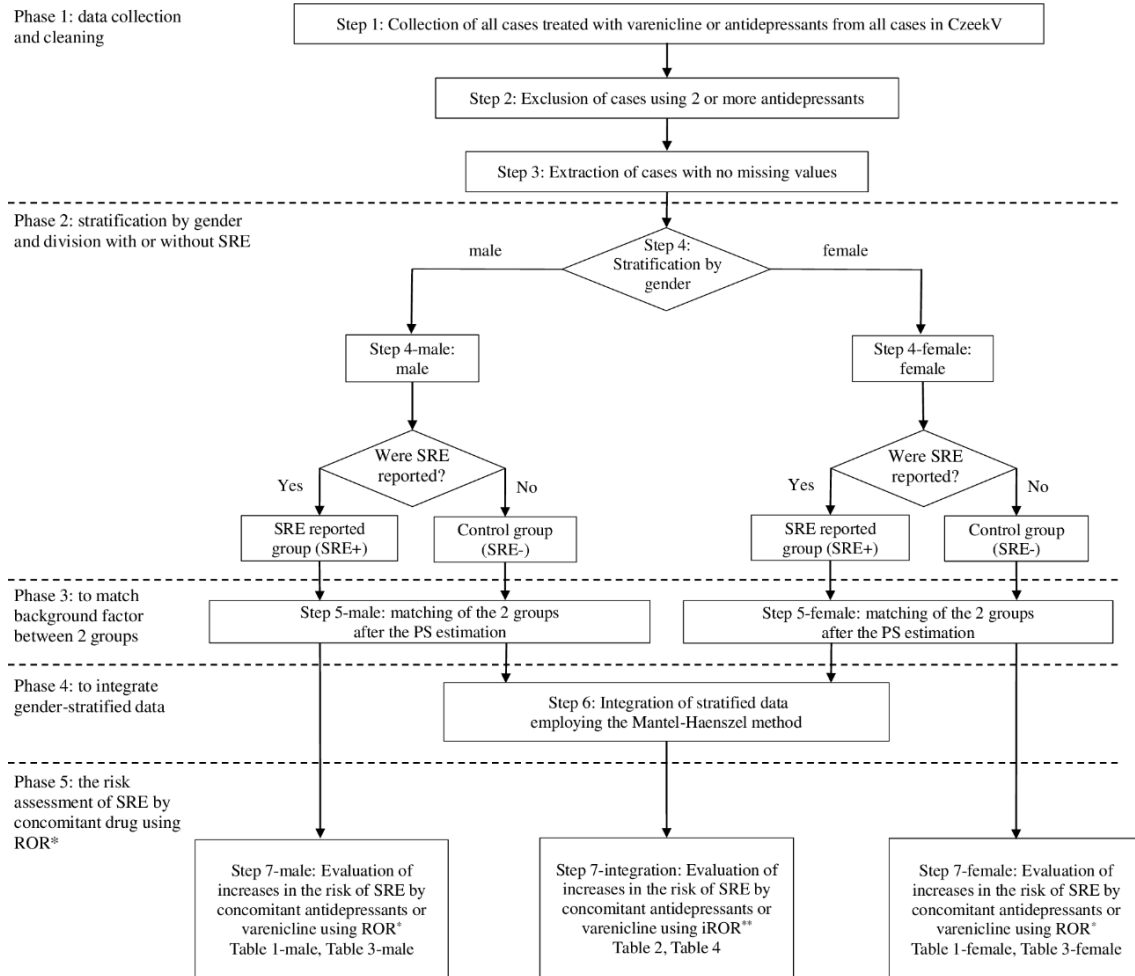 Phase 1: data collection
and cleaning
Step 1: Collection of all cases treated with varenicline or antidepressants from all cases in CzeekV
Step 2: Exclusion of cases using 2 or more antidepressants
Step 3: Extraction of cases with no missing values
Phase 2: stratification by gender
and division with or without SRE
male
Step 4:
Stratification by
gender
female
Step 4-male:
male
Step 4-female:
female
Were SRE
reported?
Yes
No
Were SRE
reported?
Yes
No
SRE reported
group (SRE+)
Control group
(SRE-)
SRE reported
group (SRE+)
Control group
(SRE-)
Phase 3: to match
background factor
between 2 groups
Step 5-male: matching of the 2 groups
after the PS estimation
Step 5-female: matching of the 2 groups
after the PS estimation
Phase 4: to integrate
gender-stratified data
Step 6: Integration of stratified data
employing the Mantel-Haenszel method
Phase 5: the risk
assessment of SRE by
concomitant drug using
ROR*
Step 7-male: Evaluation of
increases in the risk of SRE by
concomitant antidepressants or
varenicline using ROR*
Table 1-male, Table 3-male
Step 7-integration: Evaluation of
increases in the risk of SRE by
concomitant antidepressants or
varenicline using iROR**
Table 2, Table 4
Step 7-female: Evaluation of
increases in the risk of SRE by
concomitant antidepressants or
varenicline using ROR*
Table 1-female, Table 3-female